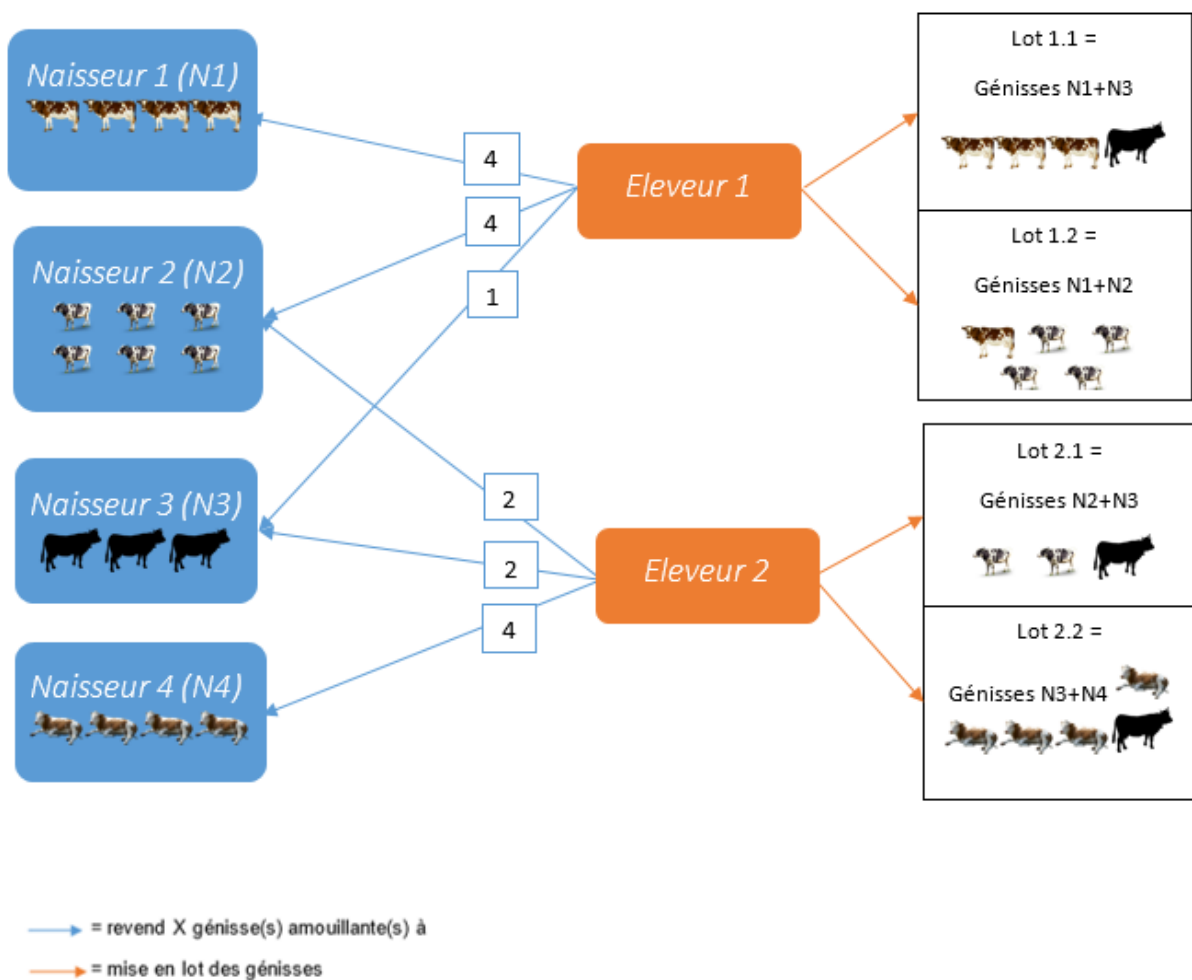 Naisseur 1 (N1)
Naisseur 2 (N2)
Naisseur 3 (N3)
Naisseur 4 (N4)
4
4
1
2
2
4
Eleveur 1
Eleveur 2
Lot 1.1 =
Génisses N1+N3
Lot 1.2 =
Génisses N1+N2
Lot 2.1 =
Génisses N2+N3
Lot 2.2 =
Génisses N3+N4
= revend X génisse(s) amouillante(s) à
= mise en lot des génisses